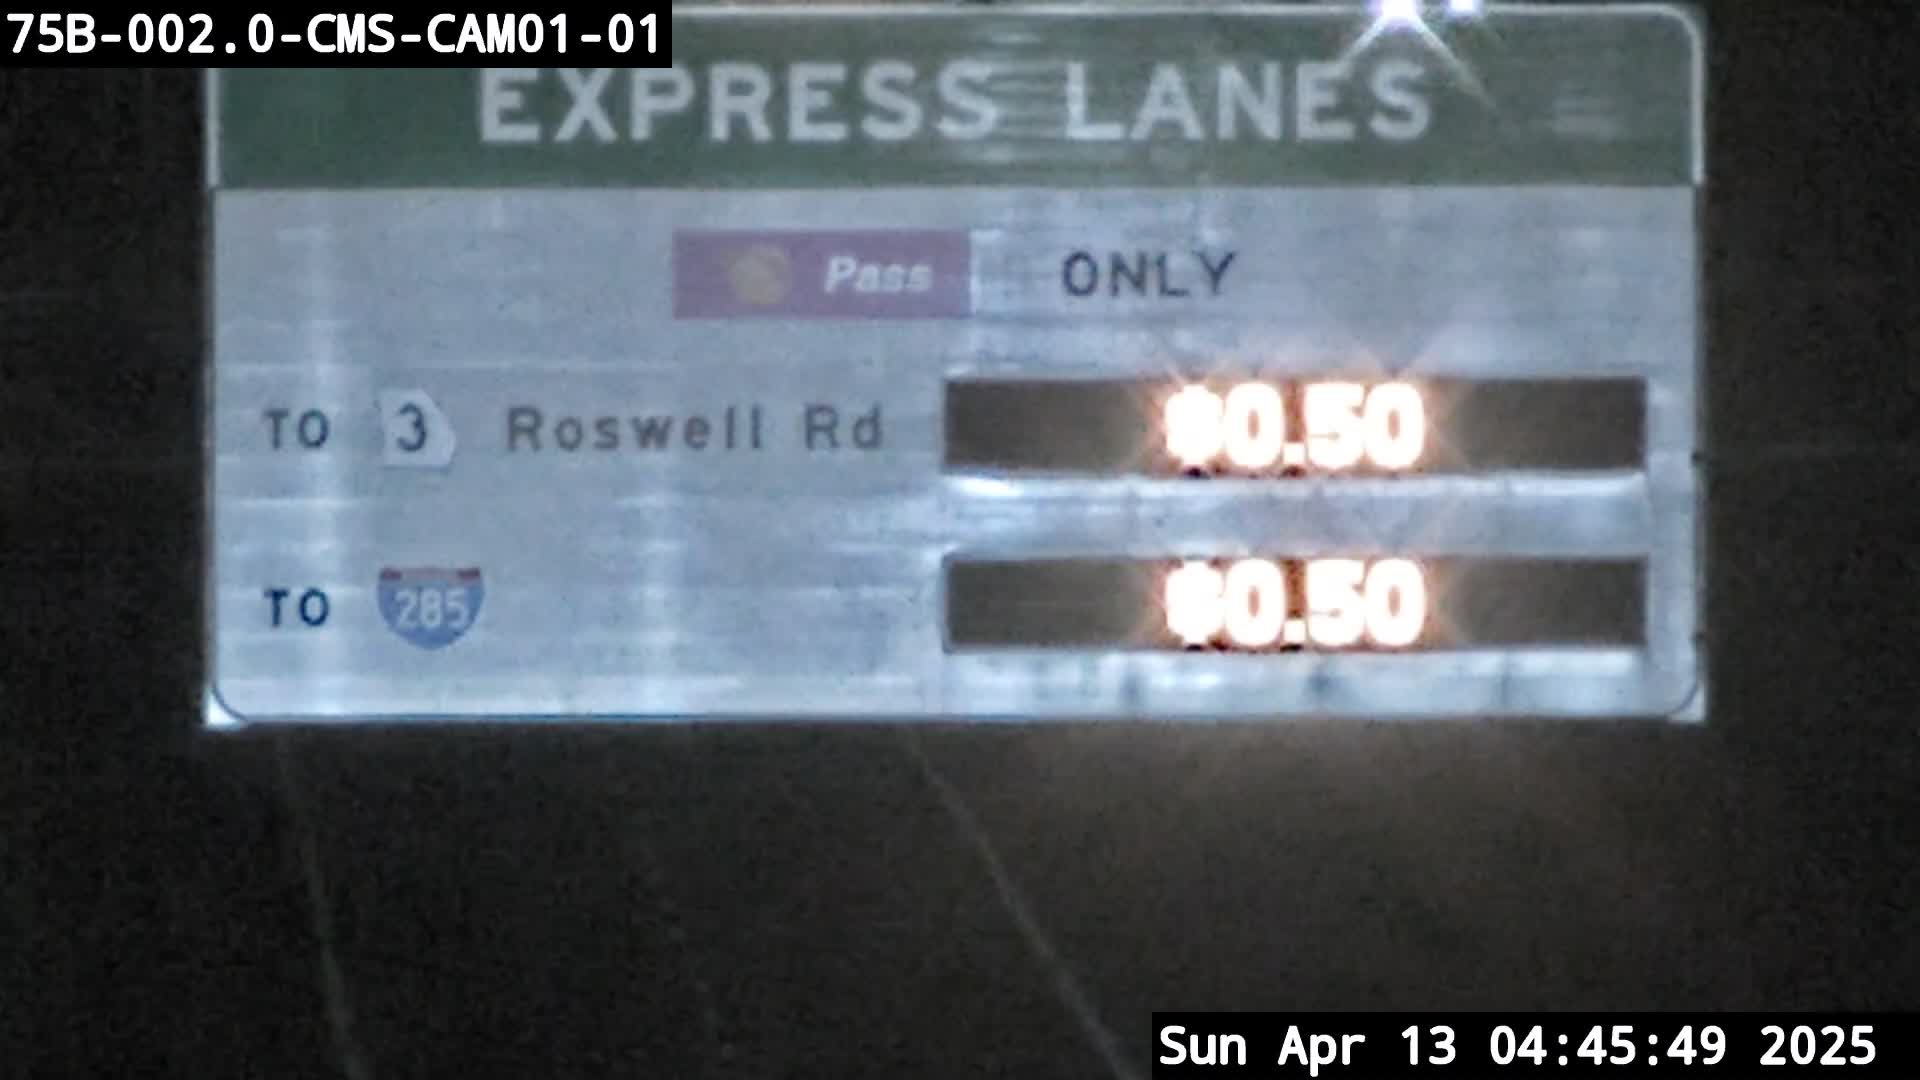 75B-002.0-CMS-CAM01-01
EXPRESS LANES
Pass ONLY
TO 3 Roswell Rd $0.50
TO 285 $0.50
Sun Apr 13 04:45:49 2025